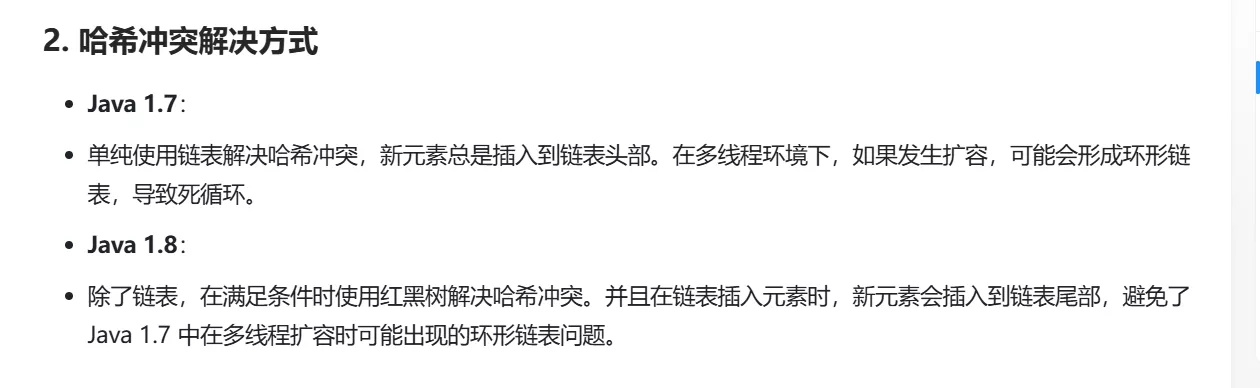 2. 哈希冲突解决方式
• Java 1.7：
• 单纯使用链表解决哈希冲突，新元素总是插入到链表头部。在多线程环境下，如果发生扩容，可能会形成环形链
表，导致死循环。
• Java 1.8：
• 除了链表，在满足条件时使用红黑树解决哈希冲突。并且在链表插入元素时，新元素会插入到链表尾部，避免了
Java 1.7 中在多线程扩容时可能出现的环形链表问题。